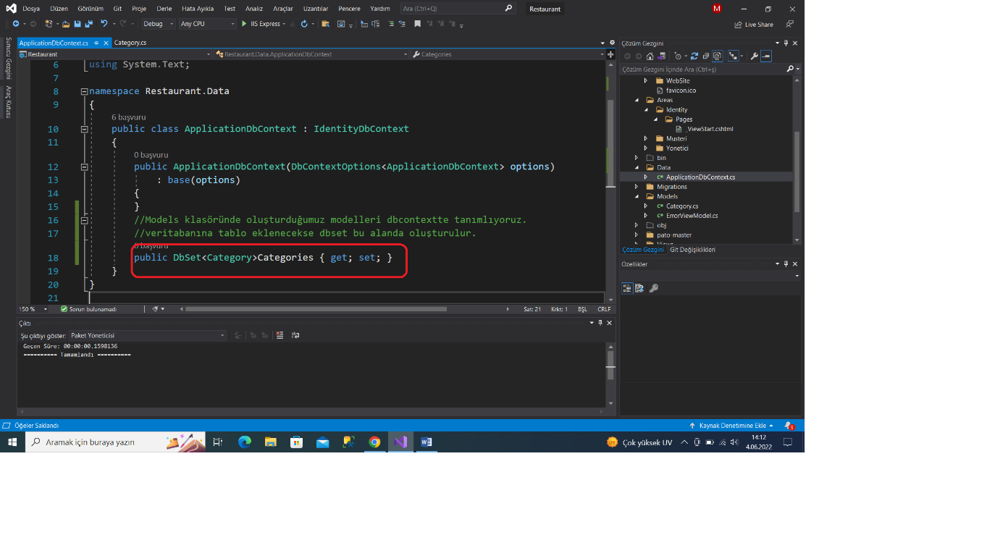 Dosya Düzen Görünüm Git Proje Derle Hata Ayıkla Test Analiz Araçlar Uzantılar Pencere Yardım Ara (Ctrl+Q) Restaurant M
Debug Any CPU IIS Express Live Share
Sunucu Gezgini
Araç Kutusu
ApplicationDbContext.cs Category.cs
Restaurant Restaurant.Data.ApplicationDbContext Categories
6 using System.Text;
7
8 namespace Restaurant.Data
9 {
6 başvuru
10 public class ApplicationDbContext : IdentityDbContext
11 {
0 başvuru
12 public ApplicationDbContext(DbContextOptions<ApplicationDbContext> options)
13 : base(options)
14 {
15 }
16 //Models klasöründe oluşturduğumuz modelleri dbcontextte tanımlıyoruz.
17 //veritabanına tablo eklenecekse dbset bu alanda oluşturulur.
0 başvuru
18 public DbSet<Category>Categories { get; set; }
19 }
20 }
21
150 % Sorun bulunamadı Sat: 21 Krkt: 1 BŞL CRLF
Çıktı
Şu çıktıyı göster: Paket Yöneticisi
Geçen Süre: 00:00:00.1598136
========== Tamamlandı ==========
Çözüm Gezgini
Çözüm Gezgini İçinde Ara (Ctrl+ş)
WebSite
favicon.ico
Areas
Identity
Pages
_ViewStart.cshtml
Musteri
Yonetici
bin
Data
C# ApplicationDbContext.cs
Migrations
Models
C# Category.cs
C# ErrorViewModel.cs
obj
pato-master
Views
Çözüm Gezgini Git Değişiklikleri
Özellikler
Öğeler Saklandı Kaynak Denetimine Ekle 3
Aramak için buraya yazın W UV Çok yüksek UV 14:12
4.06.2022